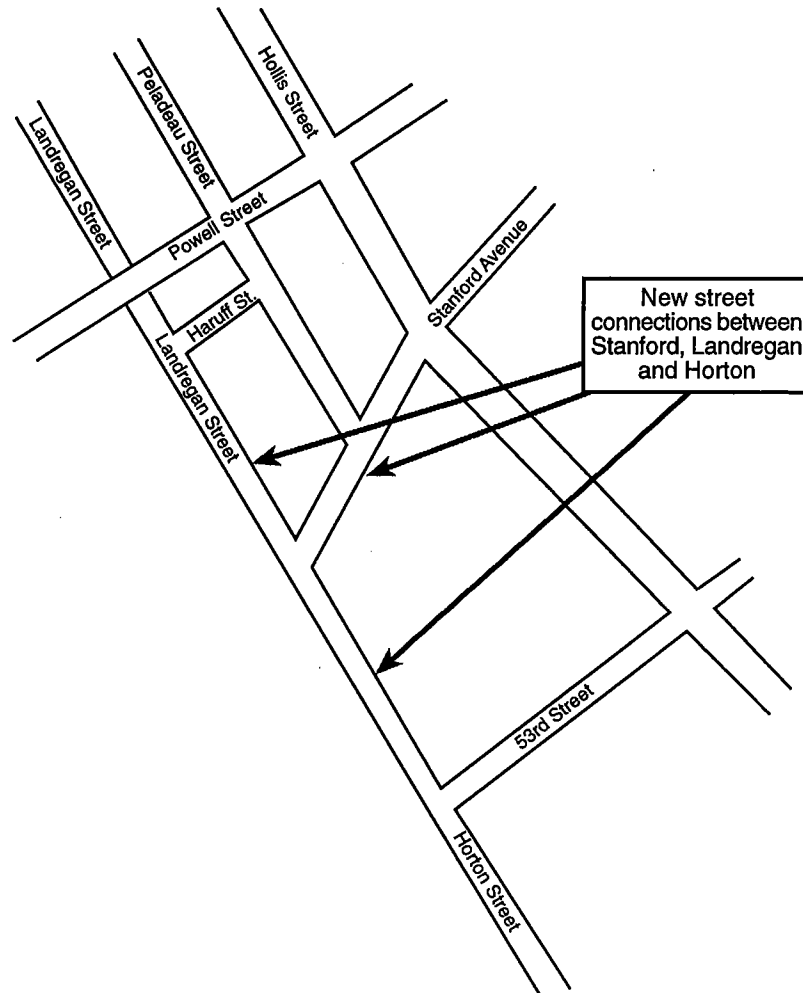 Hollis Street
Peladeau Street
Landregan Street
Powell Street
Stanford Avenue
Haruff St.
Landregan Street
New street
connections between
Stanford, Landregan
and Horton
53rd Street
Horton Street